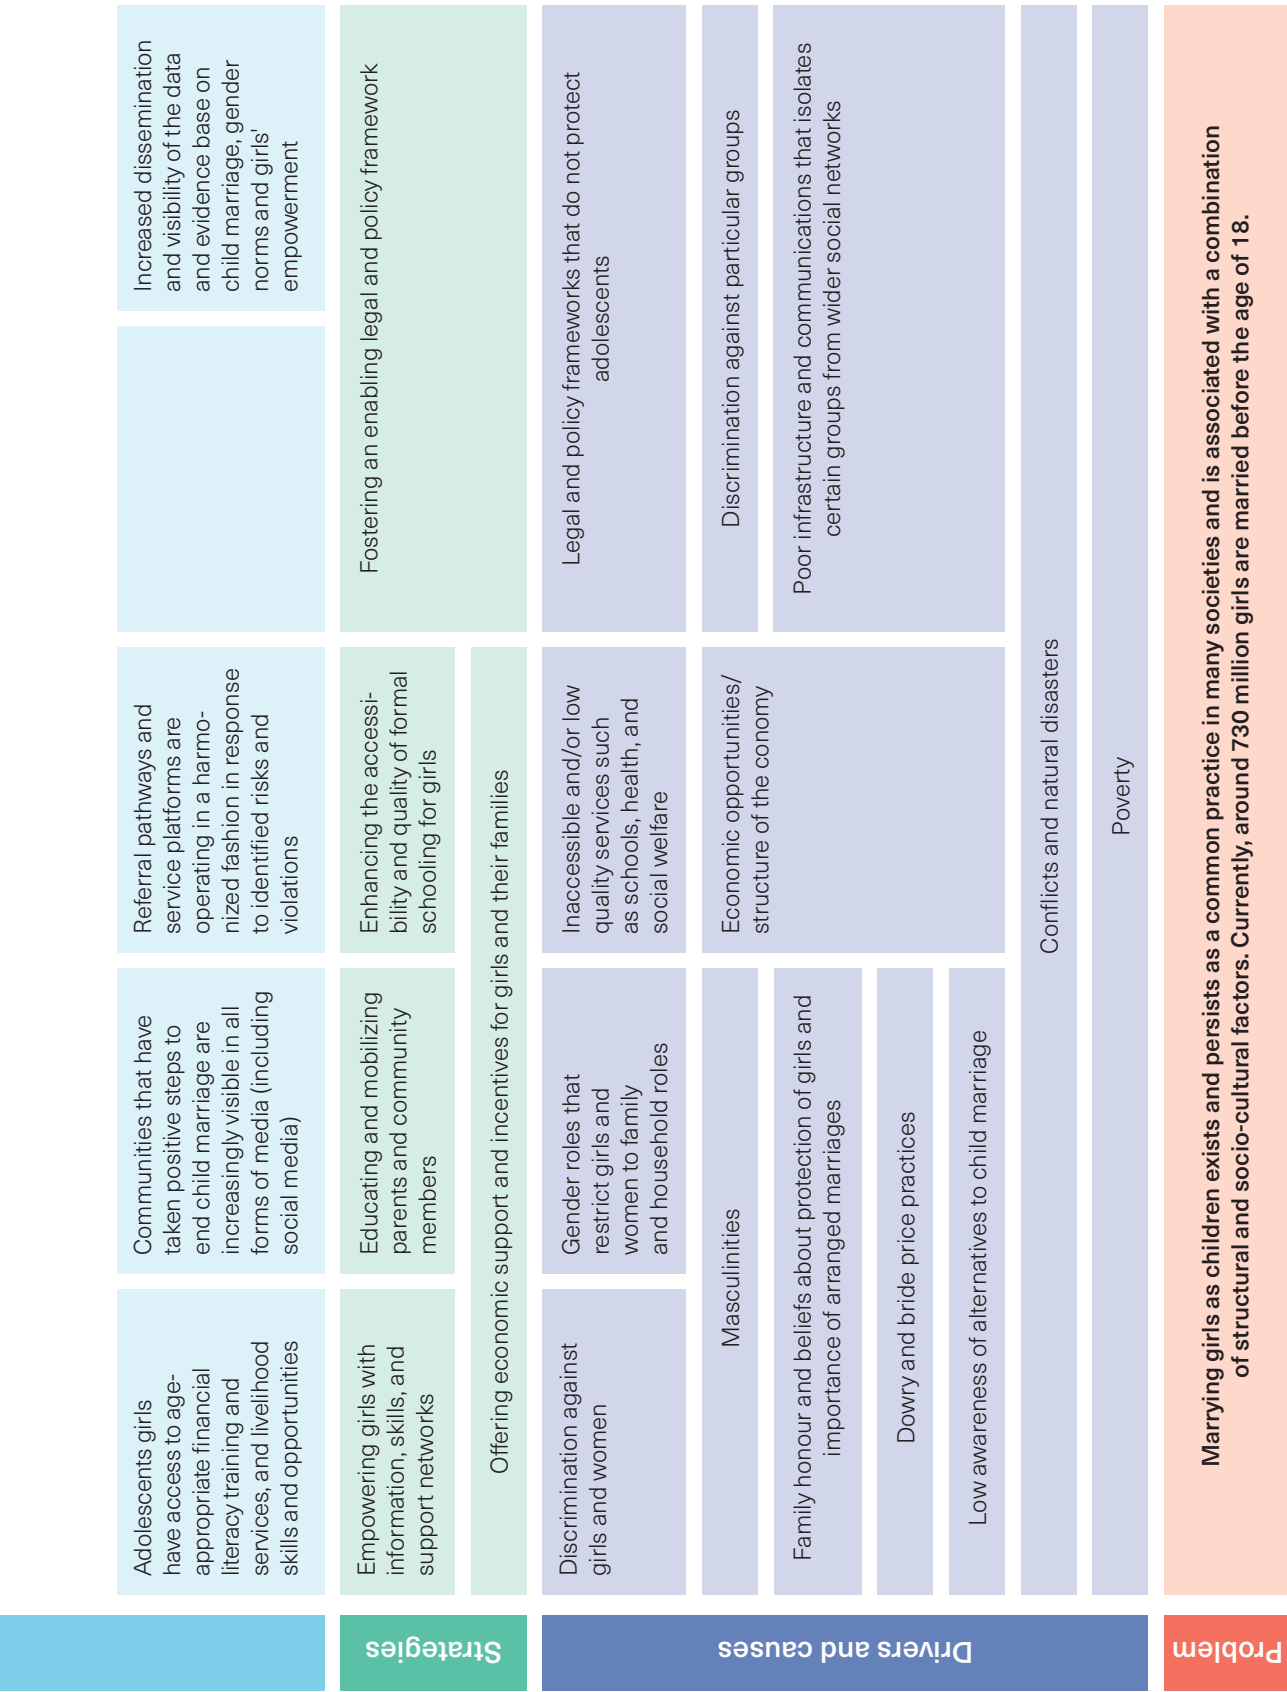 Adolescents girls
have access to age-
appropriate financial
literacy training and
services, and livelihood
skills and opportunities
Communities that have
taken positive steps to
end child marriage are
increasingly visible in all
forms of media (including
social media)
Referral pathways and
service platforms are
operating in a harmo-
nized fashion in response
to identified risks and
violations
Increased dissemination
and visibility of the data
and evidence base on
child marriage, gender
norms and girls'
empowerment
Strategies
Empowering girls with
information, skills, and
support networks
Educating and mobilizing
parents and community
members
Enhancing the accessi-
bility and quality of formal
schooling for girls
Fostering an enabling legal and policy framework
Offering economic support and incentives for girls and their families
Drivers and causes
Discrimination against
girls and women
Gender roles that
restrict girls and
women to family
and household roles
Inaccessible and/or low
quality services such
as schools, health, and
social welfare
Legal and policy frameworks that do not protect
adolescents
Masculinities
Economic opportunities/
structure of the conomy
Discrimination against particular groups
Family honour and beliefs about protection of girls and
importance of arranged marriages
Poor infrastructure and communications that isolates
certain groups from wider social networks
Dowry and bride price practices
Low awareness of alternatives to child marriage
Conflicts and natural disasters
Poverty
Problem
Marrying girls as children exists and persists as a common practice in many societies and is associated with a combination
of structural and socio-cultural factors. Currently, around 730 million girls are married before the age of 18.